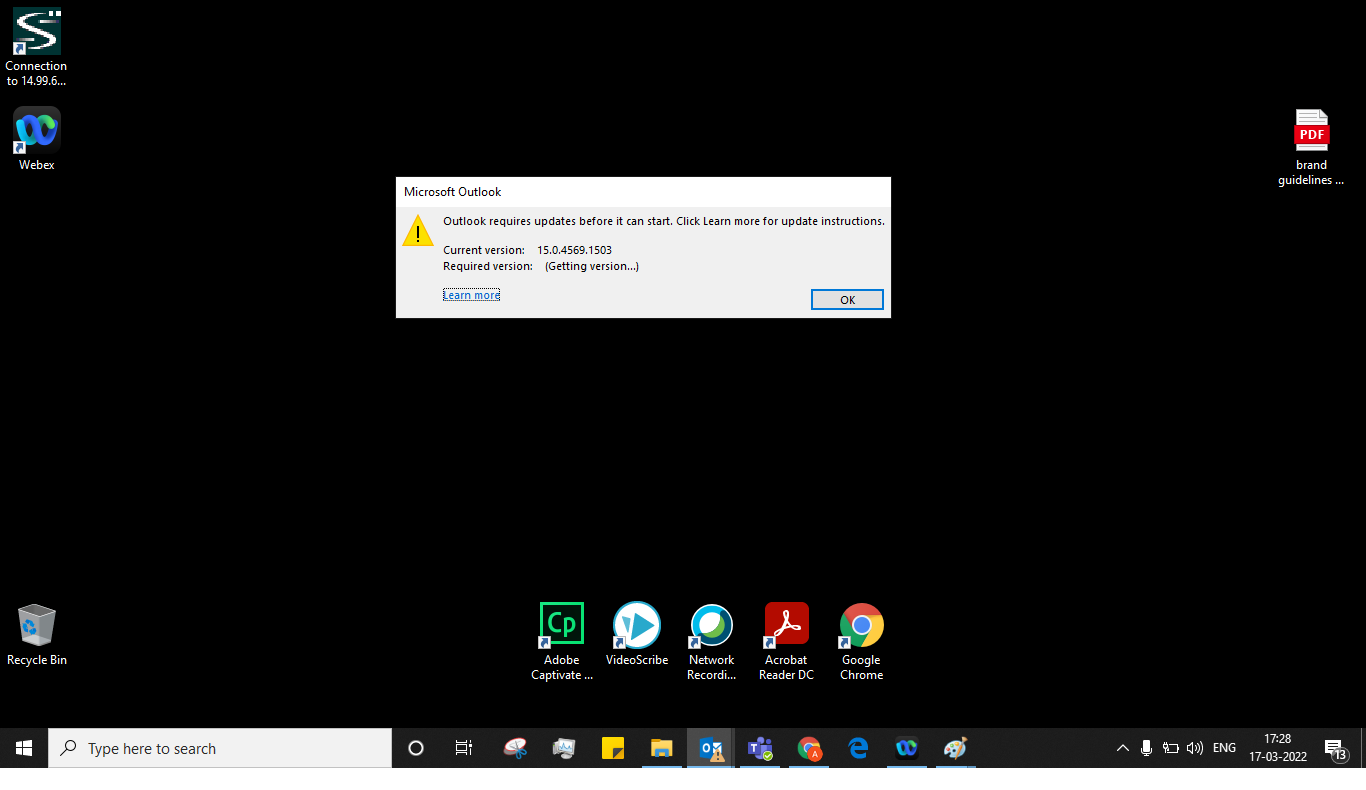 Connection
to 14.99.6...
Webex
PDF
brand
guidelines ...
Microsoft Outlook
Outlook requires updates before it can start. Click Learn more for update instructions.
Current version: 15.0.4569.1503
Required version: (Getting version...)
Learn more
OK
Recycle Bin
Cp
Adobe
Captivate ...
VideoScribe
Network
Recordi...
Acrobat
Reader DC
Google
Chrome
Type here to search
A
ENG
17:28
17-03-2022
13